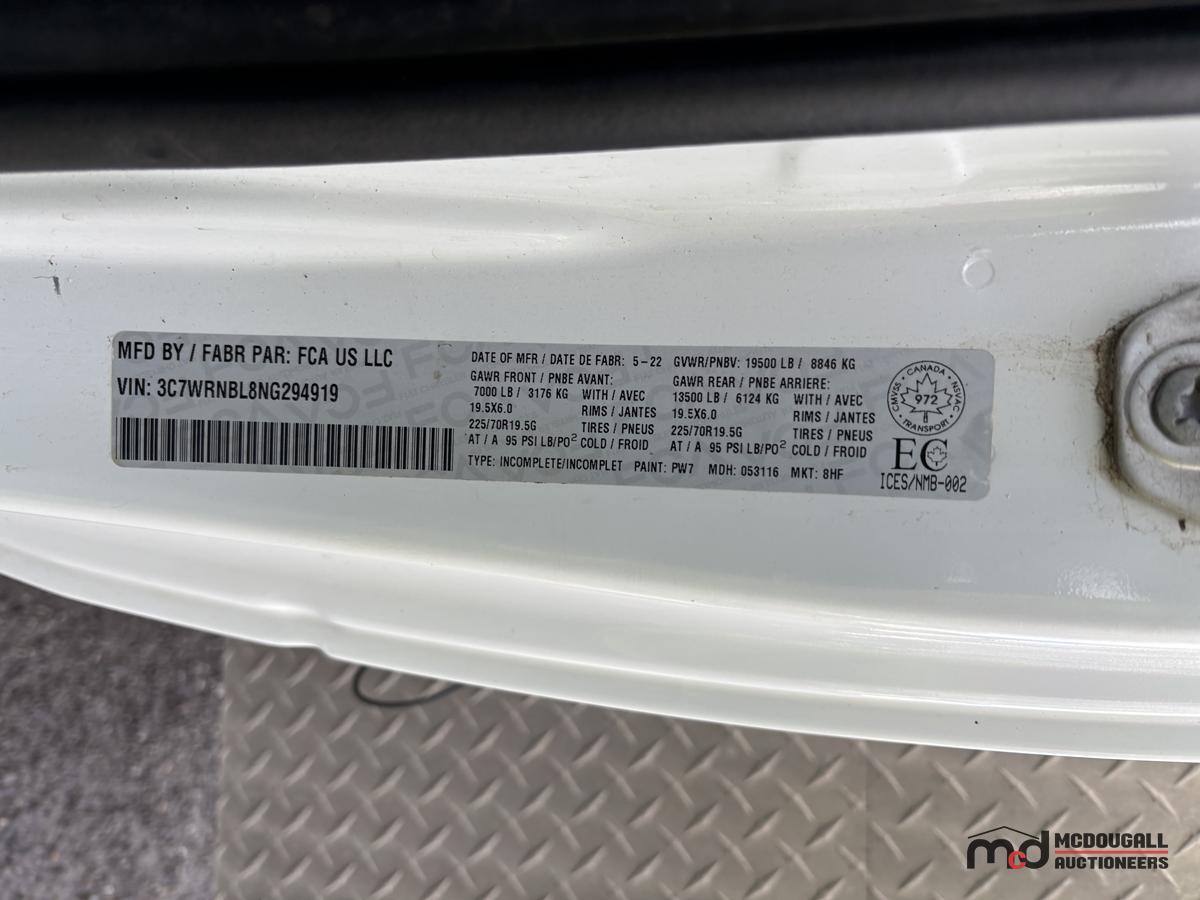 MFD BY / FABR PAR: FCA US LLC
VIN: 3C7WRNBL8NG294919
DATE OF MFR / DATE DE FABR: 5-22 GVWR/PNBV: 19500 LB / 8846 KG
GAWR FRONT / PNBE AVANT: GAWR REAR / PNBE ARRIERE:
7000 LB / 3176 KG WITH / AVEC 13500 LB / 6124 KG WITH / AVEC
19.5X6.0 RIMS / JANTES 19.5X6.0 RIMS / JANTES
225/70R19.5G TIRES / PNEUS 225/70R19.5G TIRES / PNEUS
AT / A 95 PSI LB/PO² COLD / FROID AT / A 95 PSI LB/PO² COLD / FROID
TYPE: INCOMPLETE/INCOMPLET PAINT: PW7 MDH: 053116 MKT: 8HF
CANADA
CMVSS 972 NSVAC
TRANSPORT
EC
ICES/NMB-002
mcd MCDOUGALL
AUCTIONEERS